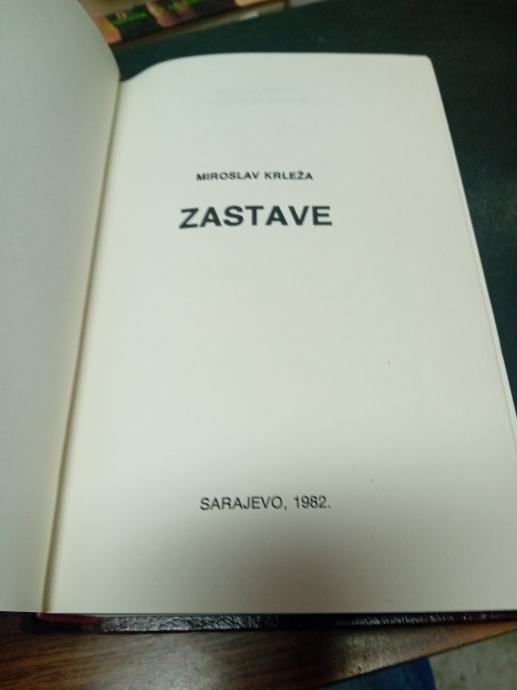 MIROSLAV KRLEŽA
ZASTAVE
SARAJEVO, 1982.